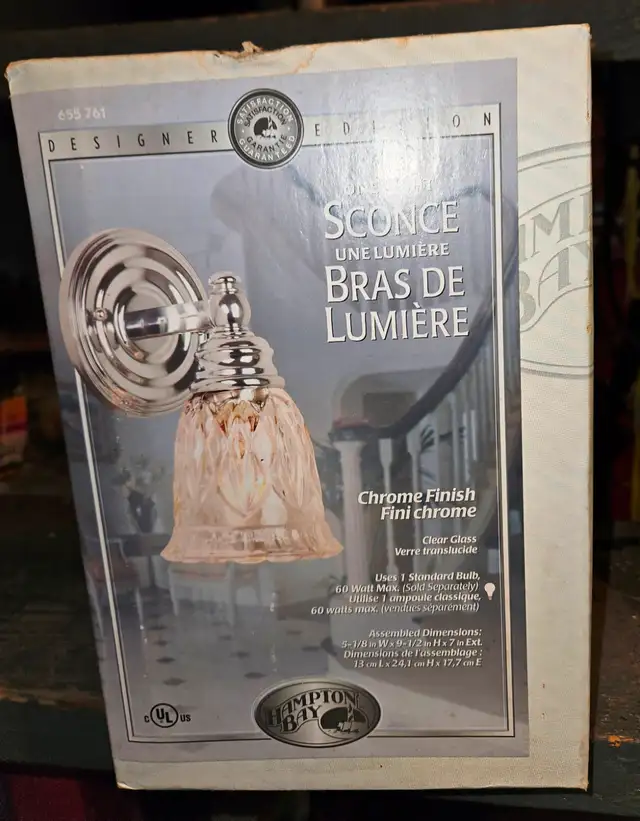 655 761
DESIGNER EDITION
SATISFACTION
SATISFACTION
GARANTIE
GUARANTEED
SCONCE
UNE LUMIÈRE
BRAS DE
LUMIÈRE
Chrome Finish
Fini chrome
Clear Glass
Verre translucide
Uses 1 Standard Bulb,
60 Watt Max. (Sold Separately)
Utilise 1 ampoule classique,
60 watts max. (vendues séparément)
Assembled Dimensions:
5-1/8 in W x 9-1/2 in H x 7 in Ext.
Dimensions de l'assemblage :
13 cm L x 24,1 cm H x 17,7 cm E
C UL US
HAMPTON
BAY